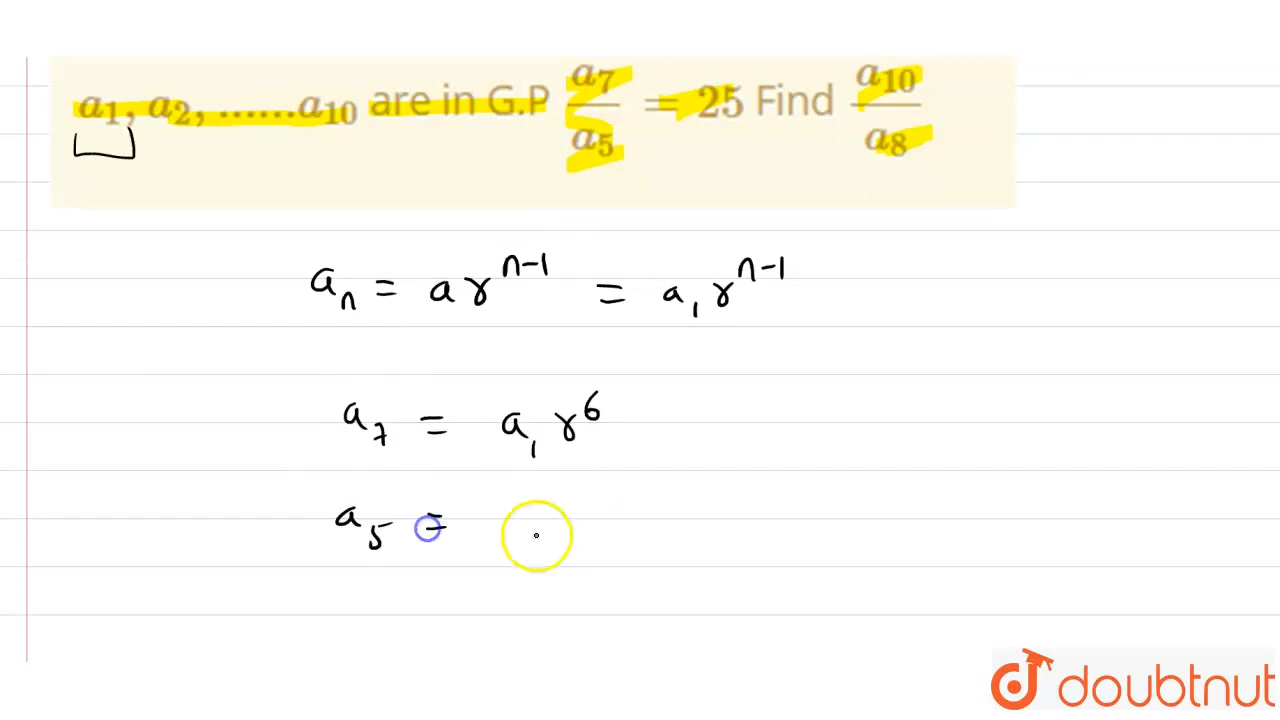 a₁, a₂, ......a₁₀ are in G.P a₇/a₅ = 25 Find a₁₀/a₈
aₙ = a r^(n-1) = a₁ r^(n-1)
a₇ = a₁ r⁶
a₅ =
doubtnut